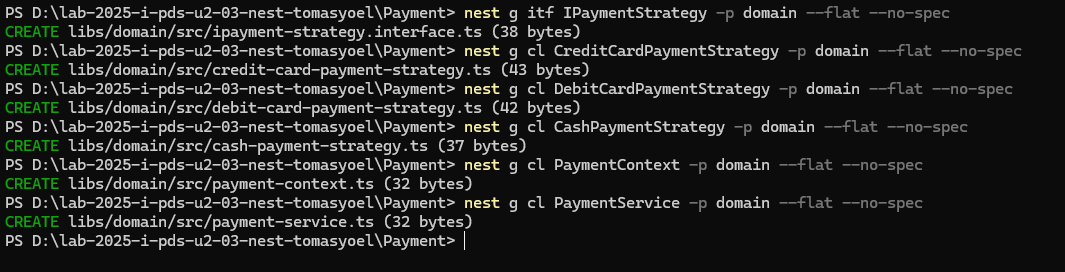 PS D:\lab-2025-i-pds-u2-03-nest-tomasyoel\Payment> nest g itf IPaymentStrategy -p domain --flat --no-spec
CREATE libs/domain/src/ipayment-strategy.interface.ts (38 bytes)
PS D:\lab-2025-i-pds-u2-03-nest-tomasyoel\Payment> nest g cl CreditCardPaymentStrategy -p domain --flat --no-spec
CREATE libs/domain/src/credit-card-payment-strategy.ts (43 bytes)
PS D:\lab-2025-i-pds-u2-03-nest-tomasyoel\Payment> nest g cl DebitCardPaymentStrategy -p domain --flat --no-spec
CREATE libs/domain/src/debit-card-payment-strategy.ts (42 bytes)
PS D:\lab-2025-i-pds-u2-03-nest-tomasyoel\Payment> nest g cl CashPaymentStrategy -p domain --flat --no-spec
CREATE libs/domain/src/cash-payment-strategy.ts (37 bytes)
PS D:\lab-2025-i-pds-u2-03-nest-tomasyoel\Payment> nest g cl PaymentContext -p domain --flat --no-spec
CREATE libs/domain/src/payment-context.ts (32 bytes)
PS D:\lab-2025-i-pds-u2-03-nest-tomasyoel\Payment> nest g cl PaymentService -p domain --flat --no-spec
CREATE libs/domain/src/payment-service.ts (32 bytes)
PS D:\lab-2025-i-pds-u2-03-nest-tomasyoel\Payment>